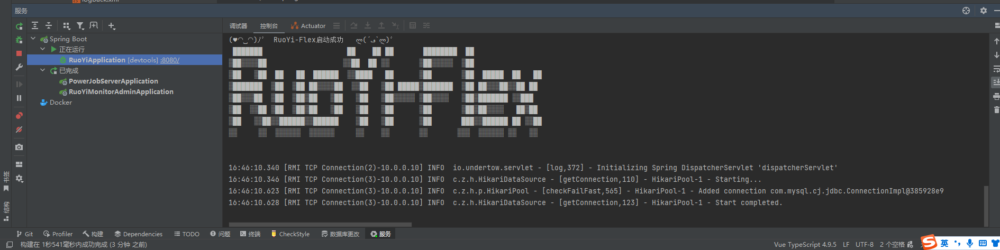 logback.xml
服务
调试器 控制台 Actuator
Spring Boot
正在运行
RuoYiApplication [devtools] :8080/
已完成
PowerJobServerApplication
RuoYiMonitorAdminApplication
Docker
(♥◠‿◠)ノ゙ RuoYi-Flex启动成功 ლ(´ڡ`ლ)゙
RuoYi-Flex
16:46:10.340 [RMI TCP Connection(2)-10.0.0.10] INFO io.undertow.servlet - [log,372] - Initializing Spring DispatcherServlet 'dispatcherServlet'
16:46:10.346 [RMI TCP Connection(3)-10.0.0.10] INFO c.z.h.HikariDataSource - [getConnection,110] - HikariPool-1 - Starting...
16:46:10.623 [RMI TCP Connection(3)-10.0.0.10] INFO c.z.h.p.HikariPool - [checkFailFast,565] - HikariPool-1 - Added connection com.mysql.cj.jdbc.ConnectionImpl@385928e9
16:46:10.628 [RMI TCP Connection(3)-10.0.0.10] INFO c.z.h.HikariDataSource - [getConnection,123] - HikariPool-1 - Start completed.
书签
结构
Git Profiler 构建 Dependencies TODO 问题 终端 CheckStyle 数据库更改 服务
构建在 1秒541毫秒内成功完成 (3 分钟 之前) Vue TypeScript 4.9.5 LF UTF-8 2 个空格 英